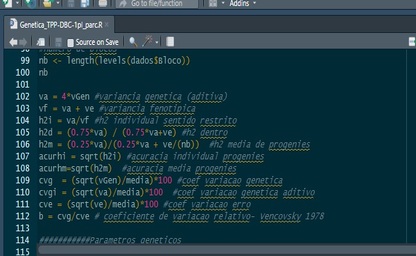 Go to file/function
Addins
Genetica_TPP-DBC-1pl_parc.R
Source on Save
99 nb <- length(levels(dados$Bloco))
100 nb
101
102 va = 4*vGen #variancia genetica (aditiva)
103 vf = va + ve #variancia fenotipica
104 h2i = va/vf #h2 individual sentido restrito
105 h2d = (0.75*va) / (0.75*va+ve) #h2 dentro
106 h2m = (0.25*va)/(0.25*va + ve/(nb)) #h2 media de progenies
107 acurhi = sqrt(h2i) #acuracia individual progenies
108 acurhm=sqrt(h2m) #acuracia media progenies
109 cvg = (sqrt(vGen)/media)*100 #coef variacao genetica
110 cvgi = (sqrt(va)/media)*100 #coef variacao genetico aditivo
111 cve = (sqrt(ve)/media)*100 #coef variacao erro
112 b = cvg/cve # coeficiente de variacao relativo- Vencovsky 1978
113
114 ###########Parametros geneticos
115